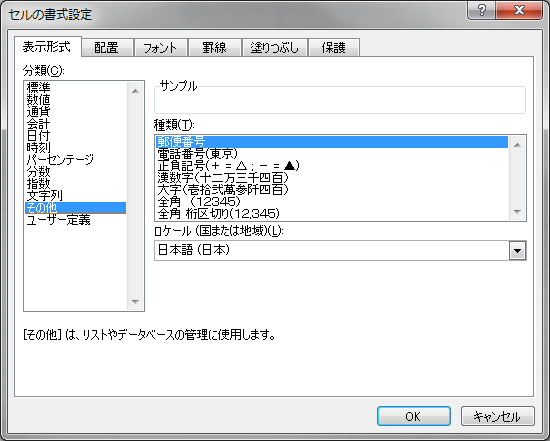 セルの書式設定
表示形式 配置 フォント 罫線 塗りつぶし 保護
分類(C):
標準
数値
通貨
会計
日付
時刻
パーセンテージ
分数
指数
文字列
その他
ユーザー定義
サンプル
種類(T):
郵便番号
電話番号(東京)
正負記号(+ = △ ; - = ▲)
漢数字(十二万三千四百)
大字(壱拾弐萬参阡四百)
全角 (12345)
全角 桁区切り(12,345)
ロケール (国または地域)(L):
日本語 (日本)
[その他] は、リストやデータベースの管理に使用します。
OK キャンセル